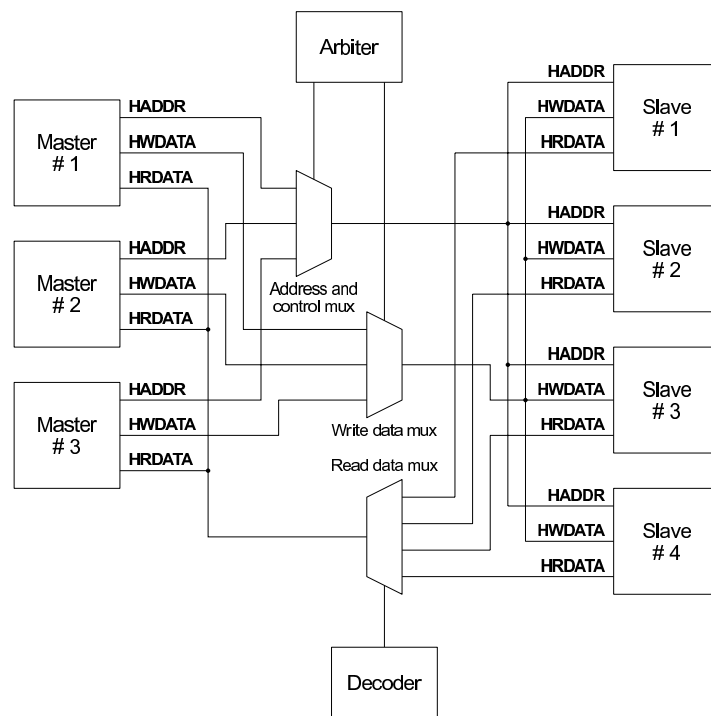 Arbiter
HADDR
HWDATA
HRDATA
Master
# 1
HADDR
HWDATA
HRDATA
Slave
# 1
HADDR
HWDATA
HRDATA
Master
# 2
Address and
control mux
HADDR
HWDATA
HRDATA
Slave
# 2
HADDR
HWDATA
HRDATA
Master
# 3
Write data mux
Read data mux
HADDR
HWDATA
HRDATA
Slave
# 3
HADDR
HWDATA
HRDATA
Slave
# 4
Decoder